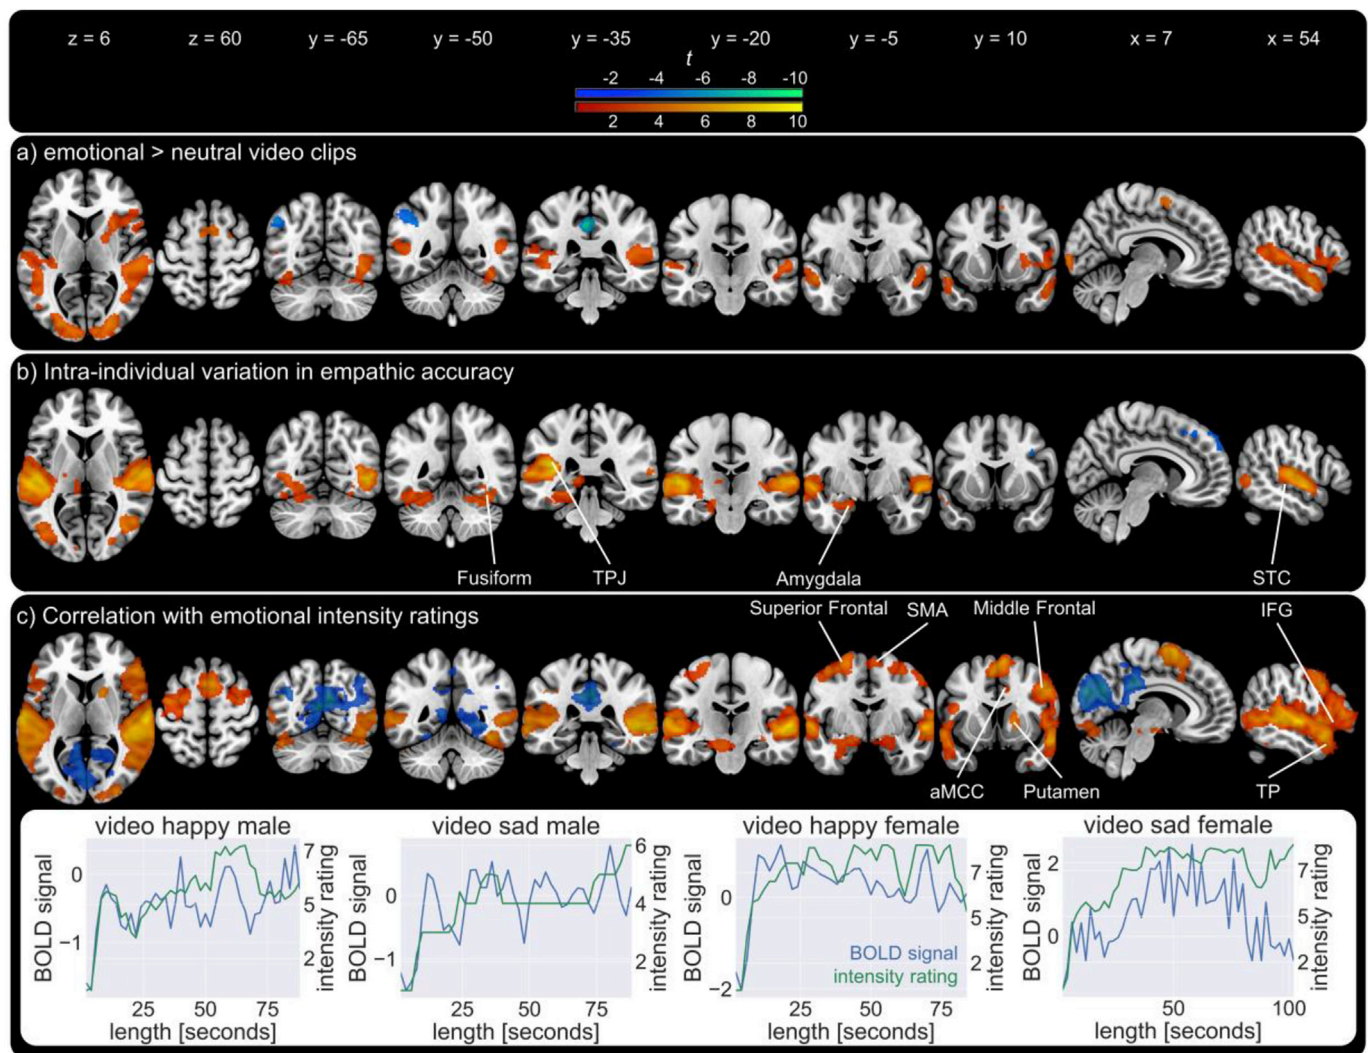 z = 6 z = 60 y = -65 y = -50 y = -35 y = -20 y = -5 y = 10 x = 7 x = 54
t
-2 -4 -6 -8 -10
2 4 6 8 10
a) emotional > neutral video clips
b) Intra-individual variation in empathic accuracy
Fusiform TPJ Amygdala STC
c) Correlation with emotional intensity ratings
Superior Frontal SMA Middle Frontal IFG
aMCC Putamen TP
video happy male
BOLD signal
0
−1
intensity rating
7
5
2
25 50 75
length [seconds]
video sad male
BOLD signal
0
−1
intensity rating
6
4
2
25 50 75
length [seconds]
video happy female
BOLD signal
0
−2
intensity rating
7
5
2
BOLD signal
intensity rating
25 50 75
length [seconds]
video sad female
BOLD signal
2
0
intensity rating
7
5
2
50 100
length [seconds]